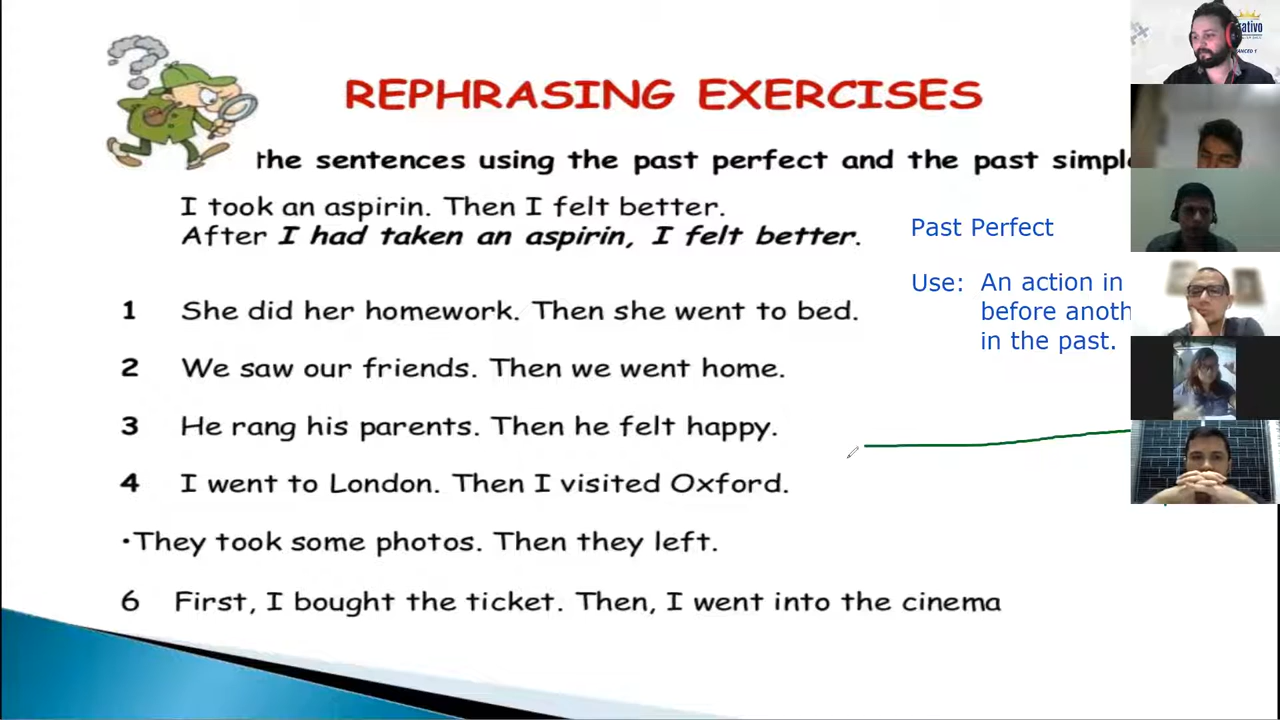 REPHRASING EXERCISES
the sentences using the past perfect and the past simple
I took an aspirin. Then I felt better.
After I had taken an aspirin, I felt better.
Past Perfect
Use: An action in
before anoth
in the past.
1 She did her homework. Then she went to bed.
2 We saw our friends. Then we went home.
3 He rang his parents. Then he felt happy.
4 I went to London. Then I visited Oxford.
•They took some photos. Then they left.
6 First, I bought the ticket. Then, I went into the cinema
ativo
ANCED 1